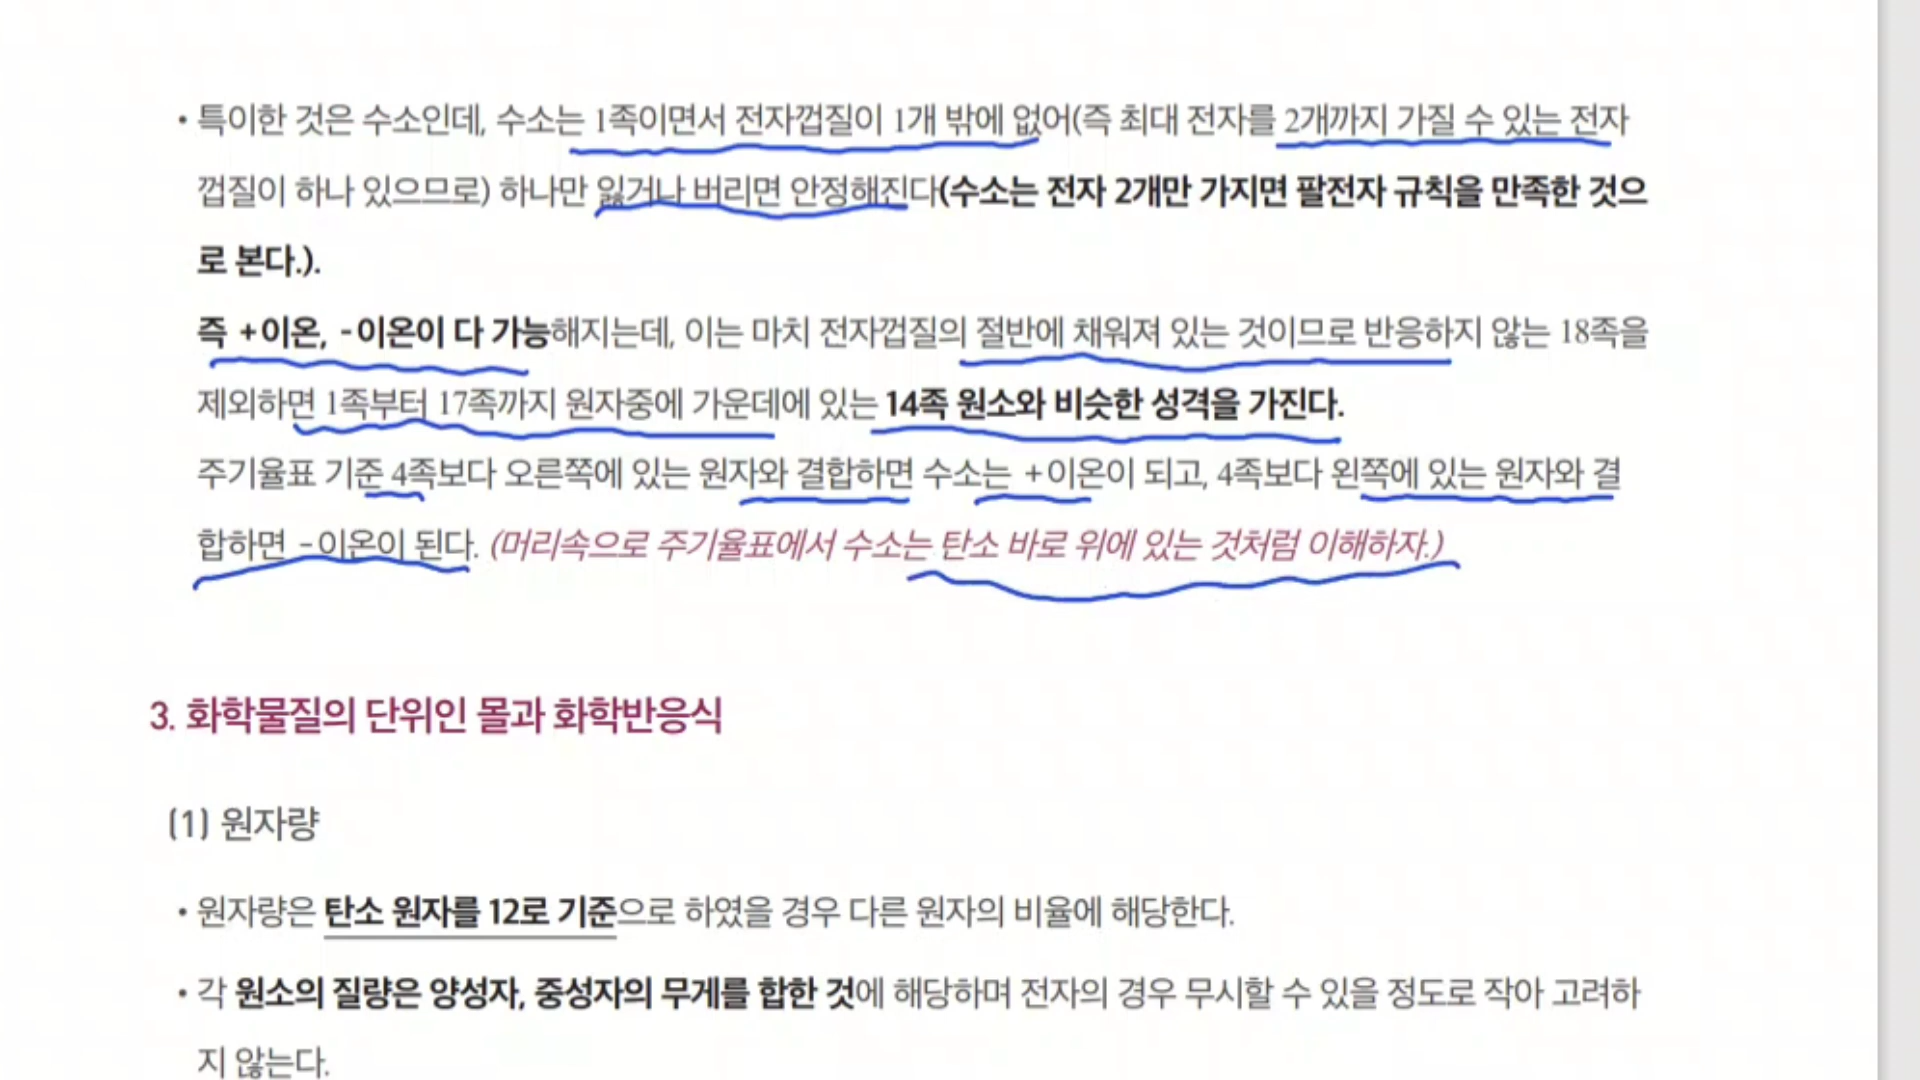 • 특이한 것은 수소인데, 수소는 1족이면서 전자껍질이 1개 밖에 없어(즉 최대 전자를 2개까지 가질 수 있는 전자
껍질이 하나 있으므로) 하나만 잃거나 버리면 안정해진다(수소는 전자 2개만 가지면 팔전자 규칙을 만족한 것으
로 본다.).
즉 +이온, -이온이 다 가능해지는데, 이는 마치 전자껍질의 절반에 채워져 있는 것이므로 반응하지 않는 18족을
제외하면 1족부터 17족까지 원자중에 가운데에 있는 14족 원소와 비슷한 성격을 가진다.
주기율표 기준 4족보다 오른쪽에 있는 원자와 결합하면 수소는 +이온이 되고, 4족보다 왼쪽에 있는 원자와 결
합하면 -이온이 된다. (머리속으로 주기율표에서 수소는 탄소 바로 위에 있는 것처럼 이해하자.)
3. 화학물질의 단위인 몰과 화학반응식
(1) 원자량
• 원자량은 탄소 원자를 12로 기준으로 하였을 경우 다른 원자의 비율에 해당한다.
• 각 원소의 질량은 양성자, 중성자의 무게를 합한 것에 해당하며 전자의 경우 무시할 수 있을 정도로 작아 고려하
지 않는다.